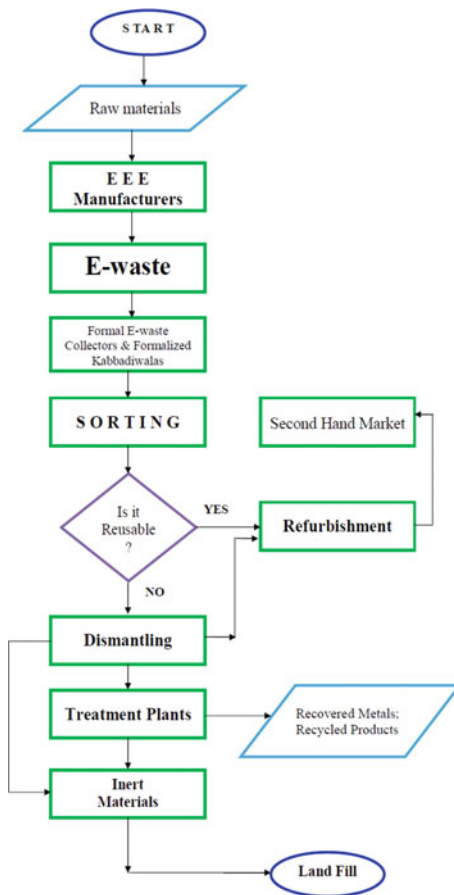 S T A R T
Raw materials
E E E
Manufacturers
E-waste
Formal E-waste
Collectors & Formalized
Kabbadiwalas
S O R T I N G
Second Hand Market
Is it
Reusable
?
YES
Refurbishment
NO
Dismantling
Treatment Plants
Recovered Metals;
Recycled Products
Inert
Materials
Land Fill